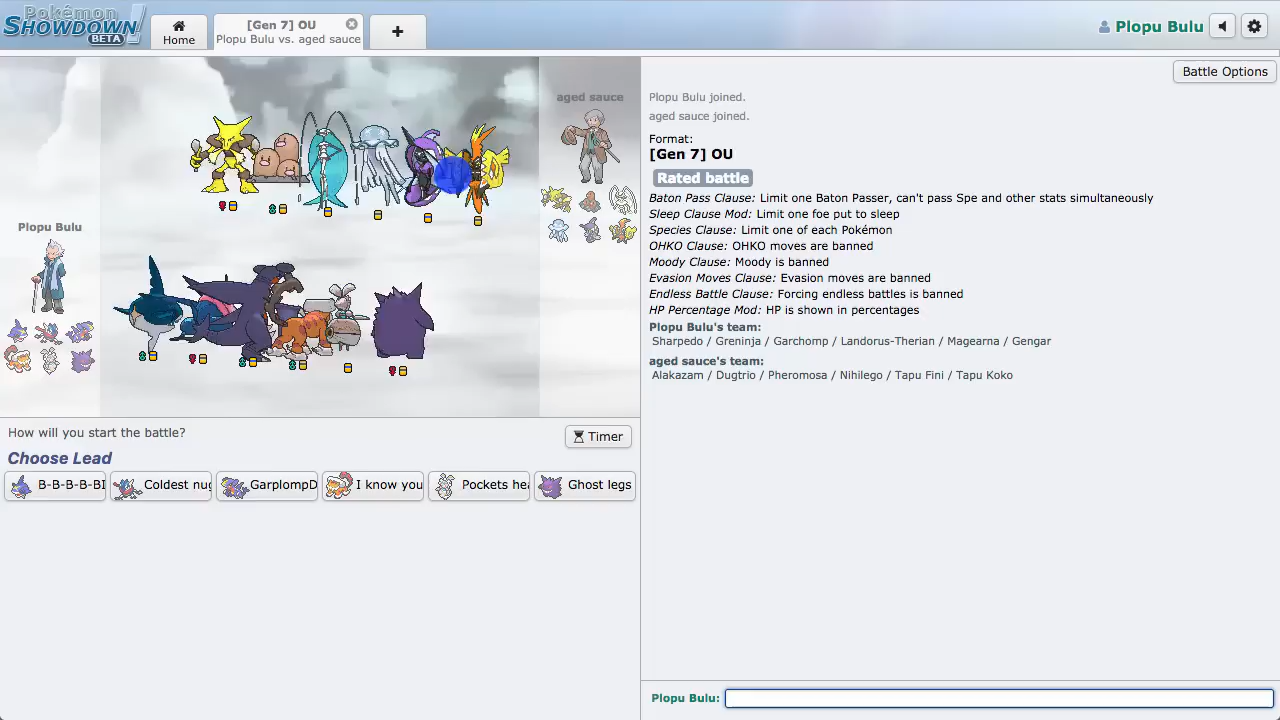 Pokémon
SHOWDOWN!
BETA
Home
[Gen 7] OU
Plopu Bulu vs. aged sauce
+
Plopu Bulu
Battle Options
aged sauce
Plopu Bulu
Plopu Bulu joined.
aged sauce joined.
Format:
[Gen 7] OU
Rated battle
Baton Pass Clause: Limit one Baton Passer, can't pass Spe and other stats simultaneously
Sleep Clause Mod: Limit one foe put to sleep
Species Clause: Limit one of each Pokémon
OHKO Clause: OHKO moves are banned
Moody Clause: Moody is banned
Evasion Moves Clause: Evasion moves are banned
Endless Battle Clause: Forcing endless battles is banned
HP Percentage Mod: HP is shown in percentages
Plopu Bulu's team:
Sharpedo / Greninja / Garchomp / Landorus-Therian / Magearna / Gengar
aged sauce's team:
Alakazam / Dugtrio / Pheromosa / Nihilego / Tapu Fini / Tapu Koko
How will you start the battle?
Timer
Choose Lead
B-B-B-B-BI
Coldest nug
GarplompD
I know you
Pockets hea
Ghost legs
Plopu Bulu: